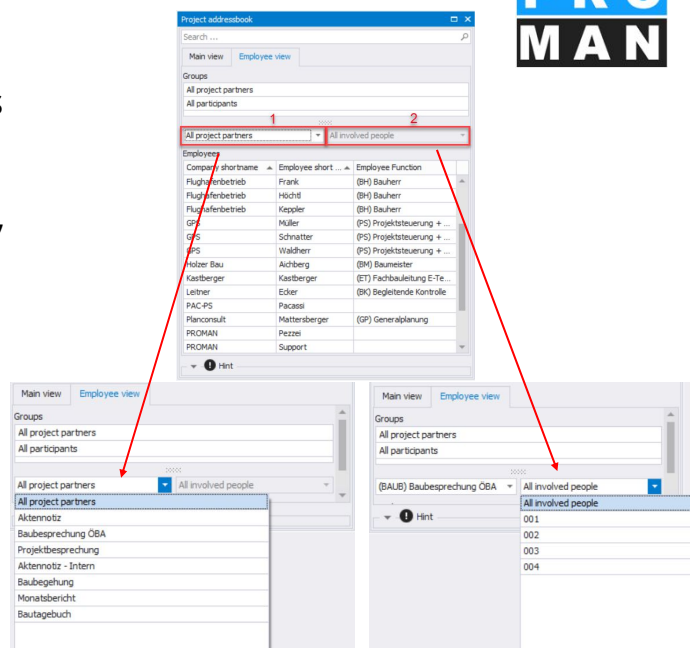 PRO
MAN
Project addressbook
Search ...
Main view Employee view
Groups
All project partners
All participants
1 2
All project partners All involved people
Employees
Company shortname Employee short ... Employee Function
Flughafenbetrieb Frank (BH) Bauherr
Flughafenbetrieb Höchtl (BH) Bauherr
Flughafenbetrieb Keppler (BH) Bauherr
GPS Müller (PS) Projektsteuerung + ...
GPS Schnatter (PS) Projektsteuerung + ...
GPS Waldherr (PS) Projektsteuerung + ...
Holzer Bau Aichberg (BM) Baumeister
Kastberger Kastberger (ET) Fachbauleitung E-Te...
Leitner Ecker (BK) Begleitende Kontrolle
PAC-PS Pacassi
Planconsult Mattersberger (GP) Generalplanung
PROMAN Pezzei
PROMAN Support
Hint
Main view Employee view
Groups
All project partners
All participants
All project partners All involved people
All project partners
Aktennotiz
Baubesprechung ÖBA
Projektbesprechung
Aktennotiz - Intern
Baubegehung
Monatsbericht
Bautagebuch
Main view Employee view
Groups
All project partners
All participants
(BAUB) Baubesprechung ÖBA All involved people
All involved people
Hint
001
002
003
004